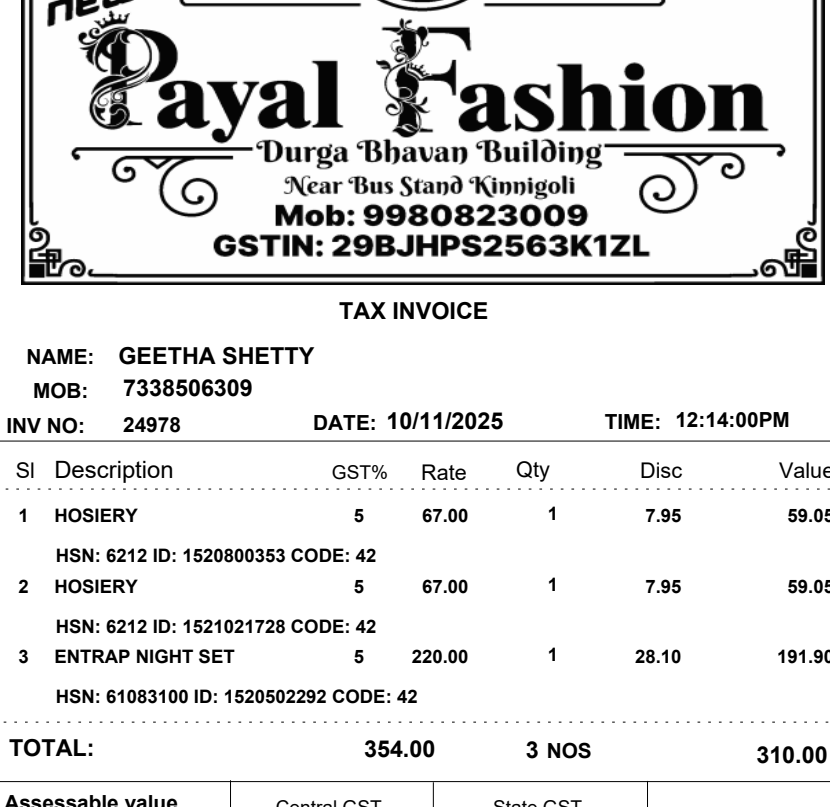 new
Payal Fashion
Durga Bhavan Building
Near Bus Stand Kinnigoli
Mob: 9980823009
GSTIN: 29BJHPS2563K1ZL
TAX INVOICE
NAME: GEETHA SHETTY
MOB: 7338506309
INV NO: 24978 DATE: 10/11/2025 TIME: 12:14:00PM
Sl Description GST% Rate Qty Disc Value
1 HOSIERY 5 67.00 1 7.95 59.05
HSN: 6212 ID: 1520800353 CODE: 42
2 HOSIERY 5 67.00 1 7.95 59.05
HSN: 6212 ID: 1521021728 CODE: 42
3 ENTRAP NIGHT SET 5 220.00 1 28.10 191.90
HSN: 61083100 ID: 1520502292 CODE: 42
TOTAL: 354.00 3 NOS 310.00
Assessable value Central GST State GST